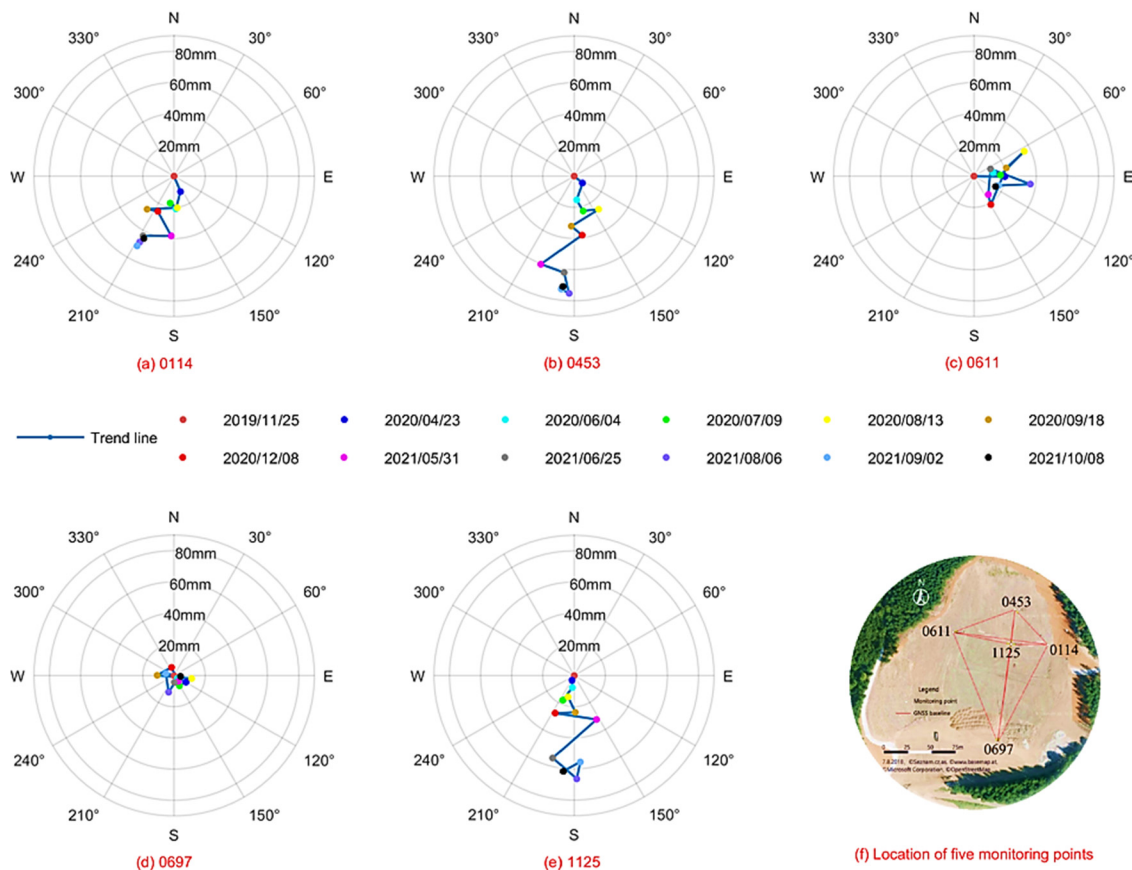 N N N
330° 30° 330° 30° 330° 30°
80mm 80mm 80mm
300° 60mm 60° 300° 60mm 60° 300° 60mm 60°
40mm 40mm 40mm
20mm 20mm 20mm
W E W E W E
240° 120° 240° 120° 240° 120°
210° 150° 210° 150° 210° 150°
S S S
(a) 0114 (b) 0453 (c) 0611
2019/11/25 2020/04/23 2020/06/04 2020/07/09 2020/08/13 2020/09/18
Trend line
2020/12/08 2021/05/31 2021/06/25 2021/08/06 2021/09/02 2021/10/08
N N
330° 30° 330° 30°
80mm 80mm
300° 60mm 60° 300° 60mm 60°
40mm 40mm
20mm 20mm
W E W E
240° 120° 240° 120°
210° 150° 210° 150°
S S
(d) 0697 (e) 1125
N
0453
0611
1125 0114
Legend
Monitoring point
GNSS baseline
0697
0 25 50 75m
(f) Location of five monitoring points